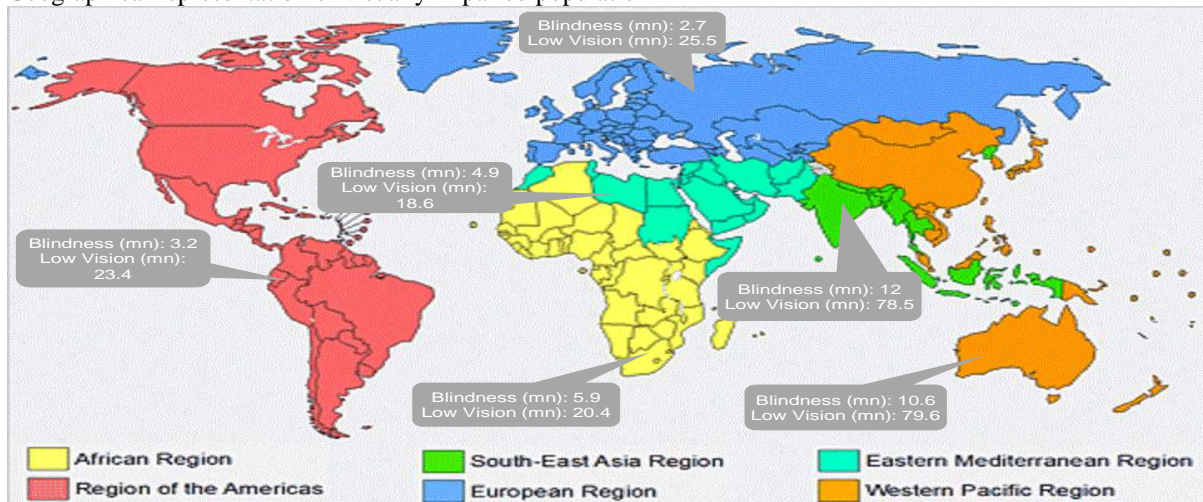 Blindness (mn): 2.7
Low Vision (mn): 25.5
Blindness (mn): 4.9
Low Vision (mn):
18.6
Blindness (mn): 3.2
Low Vision (mn):
23.4
Blindness (mn): 12
Low Vision (mn): 78.5
Blindness (mn): 5.9
Low Vision (mn): 20.4
Blindness (mn): 10.6
Low Vision (mn): 79.6
African Region
South-East Asia Region
Eastern Mediterranean Region
Region of the Americas
European Region
Western Pacific Region